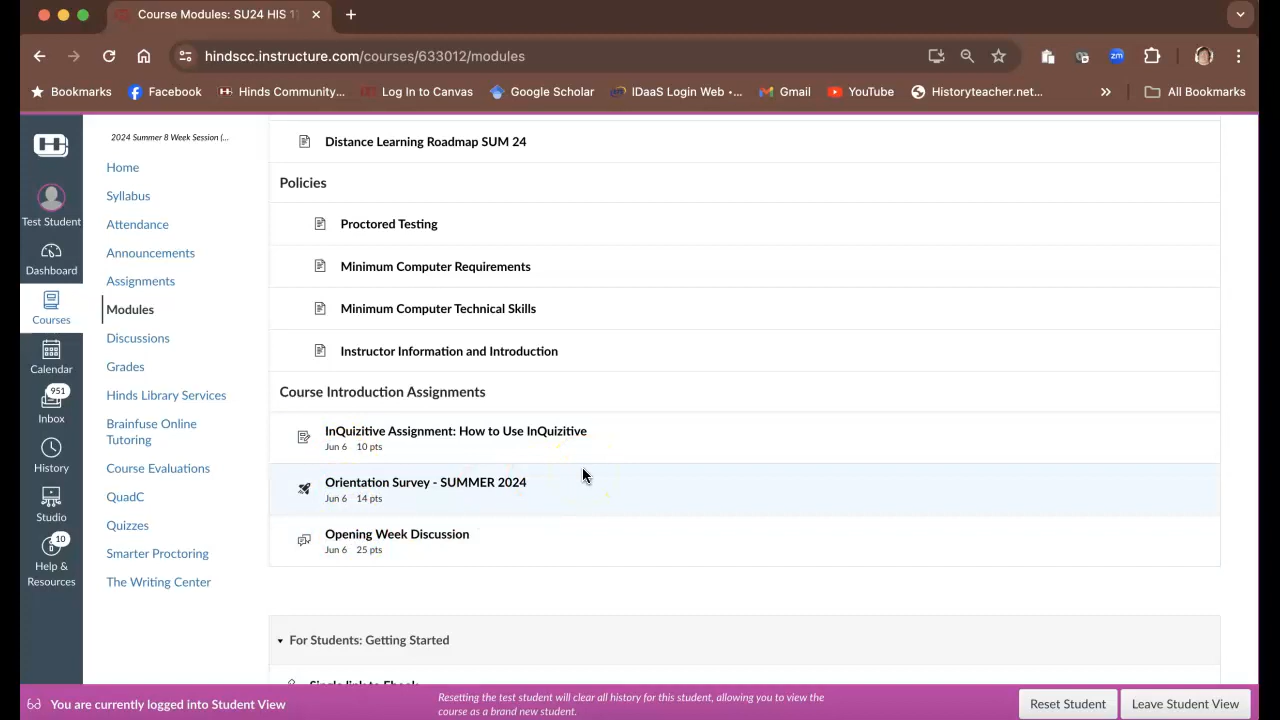 Course Modules: SU24 HIS 1
hindscc.instructure.com/courses/633012/modules
zm
Bookmarks
Facebook
Hinds Community...
Log In to Canvas
Google Scholar
IDaaS Login Web •...
Gmail
YouTube
Historyteacher.net...
All Bookmarks
H
Test Student
Dashboard
Courses
Calendar
951
Inbox
History
Studio
10
Help &
Resources
2024 Summer 8 Week Session (...
Home
Syllabus
Attendance
Announcements
Assignments
Modules
Discussions
Grades
Hinds Library Services
Brainfuse Online
Tutoring
Course Evaluations
QuadC
Quizzes
Smarter Proctoring
The Writing Center
Distance Learning Roadmap SUM 24
Policies
Proctored Testing
Minimum Computer Requirements
Minimum Computer Technical Skills
Instructor Information and Introduction
Course Introduction Assignments
InQuizitive Assignment: How to Use InQuizitive
Jun 6 10 pts
Orientation Survey - SUMMER 2024
Jun 6 14 pts
Opening Week Discussion
Jun 6 25 pts
For Students: Getting Started
Single link to Ebook
You are currently logged into Student View
Resetting the test student will clear all history for this student, allowing you to view the
course as a brand new student.
Reset Student
Leave Student View